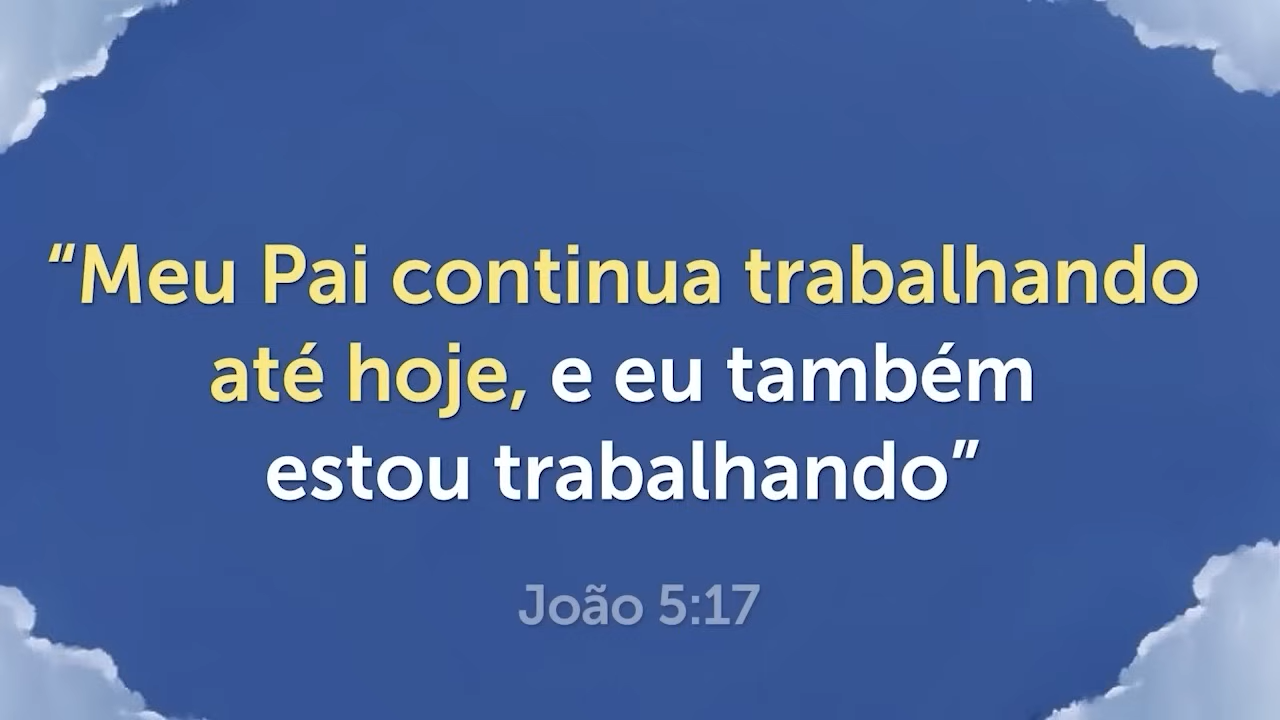 “Meu Pai continua trabalhando
até hoje, e eu também
estou trabalhando”
João 5:17